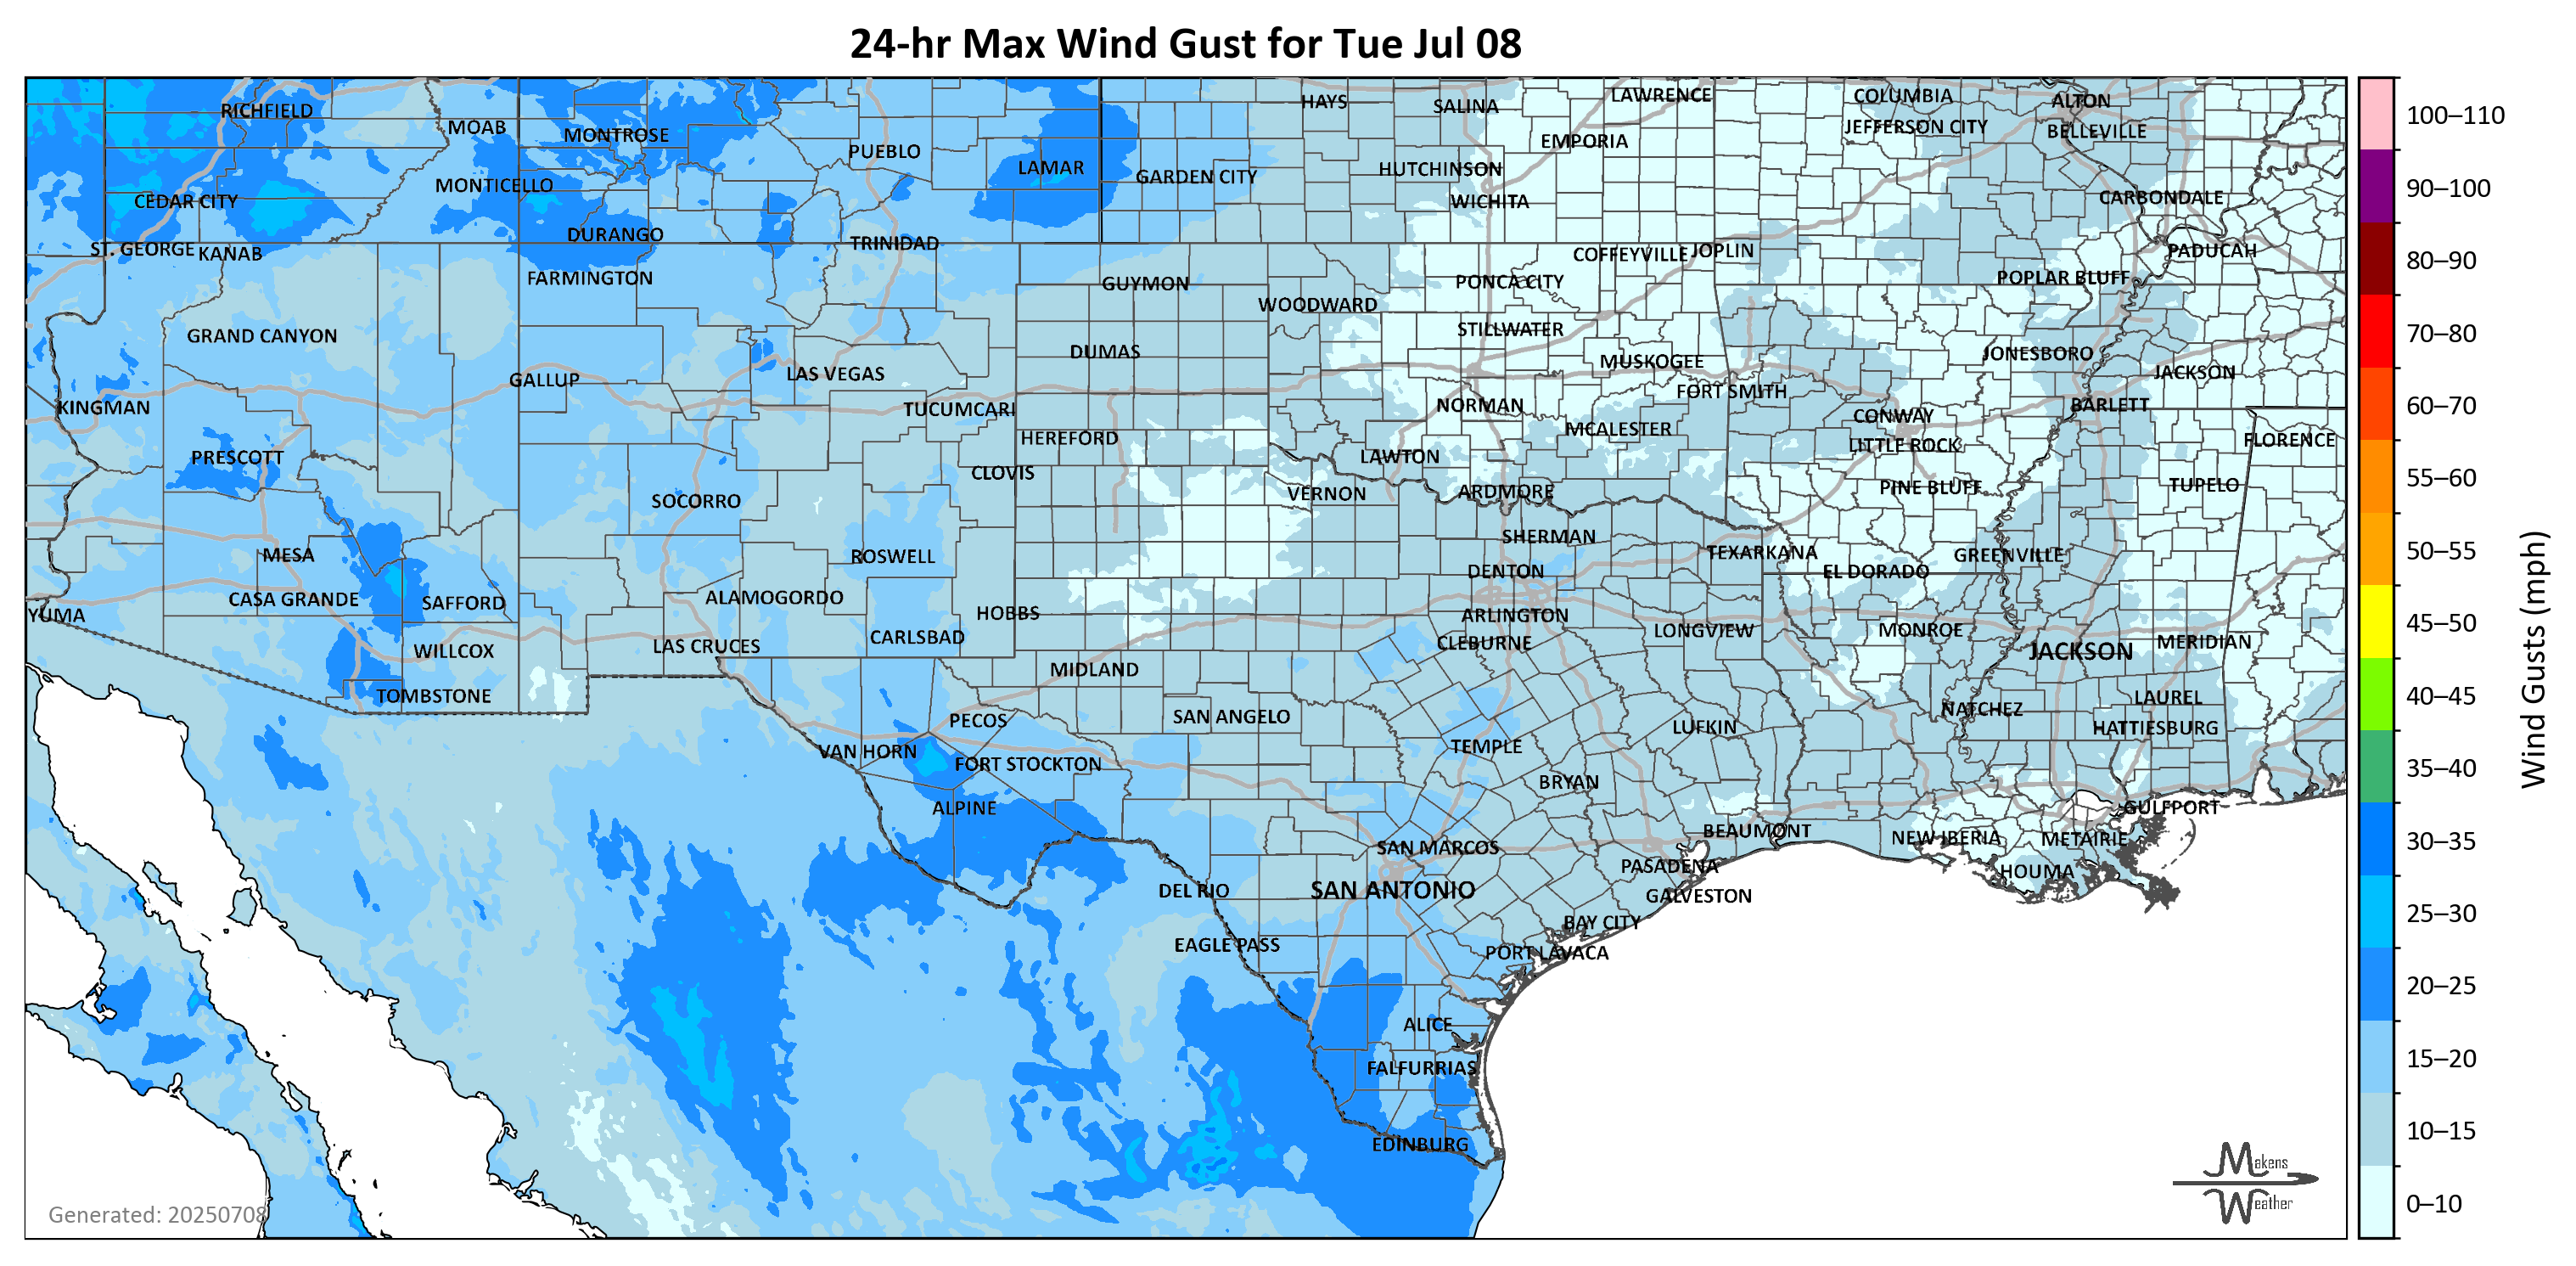 24-hr Max Wind Gust for Tue Jul 08
RICHFIELD
MOAB
MONTROSE
PUEBLO
LAMAR
GARDEN CITY
HAYS
SALINA
LAWRENCE
EMPORIA
HUTCHINSON
WICHITA
COLUMBIA
JEFFERSON CITY
ALTON
BELLEVILLE
CARBONDALE
CEDAR CITY
MONTICELLO
DURANGO
TRINIDAD
ST. GEORGE
KANAB
FARMINGTON
GUYMON
WOODWARD
PONCA CITY
COFFEYVILLE
JOPLIN
POPLAR BLUFF
PADUCAH
GRAND CANYON
STILLWATER
DUMAS
MUSKOGEE
JONESBORO
JACKSON
LAS VEGAS
GALLUP
KINGMAN
TUCUMCARI
NORMAN
FORT SMITH
CONWAY
BARLETT
HEREFORD
MCALESTER
LITTLE ROCK
FLORENCE
PRESCOTT
CLOVIS
LAWTON
SOCORRO
VERNON
ARDMORE
PINE BLUFF
TUPELO
MESA
ROSWELL
SHERMAN
TEXARKANA
GREENVILLE
DENTON
EL DORADO
CASA GRANDE
SAFFORD
ALAMOGORDO
HOBBS
ARLINGTON
YUMA
CARLSBAD
CLEBURNE
LONGVIEW
MONROE
JACKSON
MERIDIAN
WILLCOX
LAS CRUCES
MIDLAND
TOMBSTONE
PECOS
SAN ANGELO
LUFKIN
NATCHEZ
LAUREL
HATTIESBURG
VAN HORN
FORT STOCKTON
TEMPLE
BRYAN
ALPINE
GULFPORT
BEAUMONT
NEW IBERIA
METAIRIE
SAN MARCOS
PASADENA
HOUMA
DEL RIO
SAN ANTONIO
GALVESTON
BAY CITY
EAGLE PASS
PORT LAVACA
ALICE
FALFURRIAS
EDINBURG
Generated: 20250708
Makens
Weather
100–110
90–100
80–90
70–80
60–70
55–60
50–55
45–50
40–45
35–40
30–35
25–30
20–25
15–20
10–15
0–10
Wind Gusts (mph)